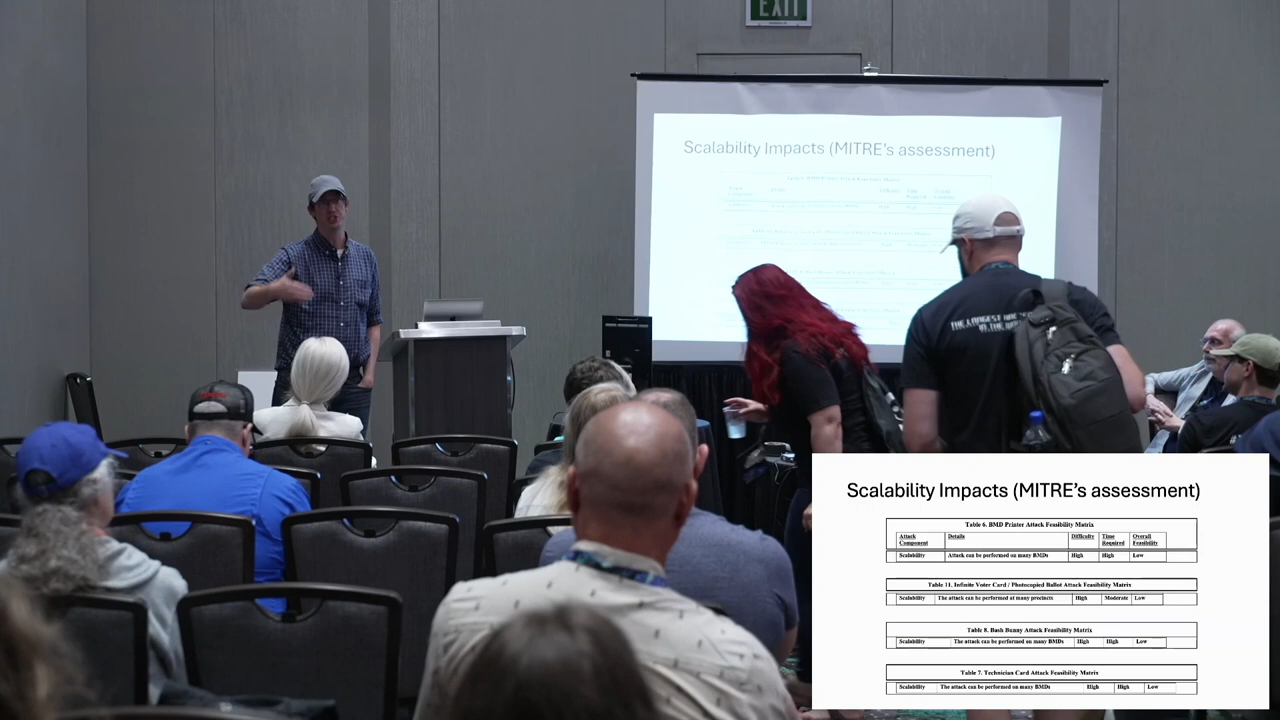 EXIT
Scalability Impacts (MITRE's assessment)
THE LARGEST HAC
IN THE
Scalability Impacts (MITRE's assessment)
Table 6. BMD Printer Attack Feasibility Matrix
Attack Component Details Difficulty Time Required Overall Feasibility
Scalability Attack can be performed on many BMDs High High Low
Table 11. Infinite Voter Card / Photocopied Ballot Attack Feasibility Matrix
Scalability The attack can be performed at many precincts High Moderate Low
Table 8. Bash Bunny Attack Feasibility Matrix
Scalability The attack can be performed on many BMDs High High Low
Table 7. Technician Card Attack Feasibility Matrix
Scalability The attack can be performed on many BMDs High High Low